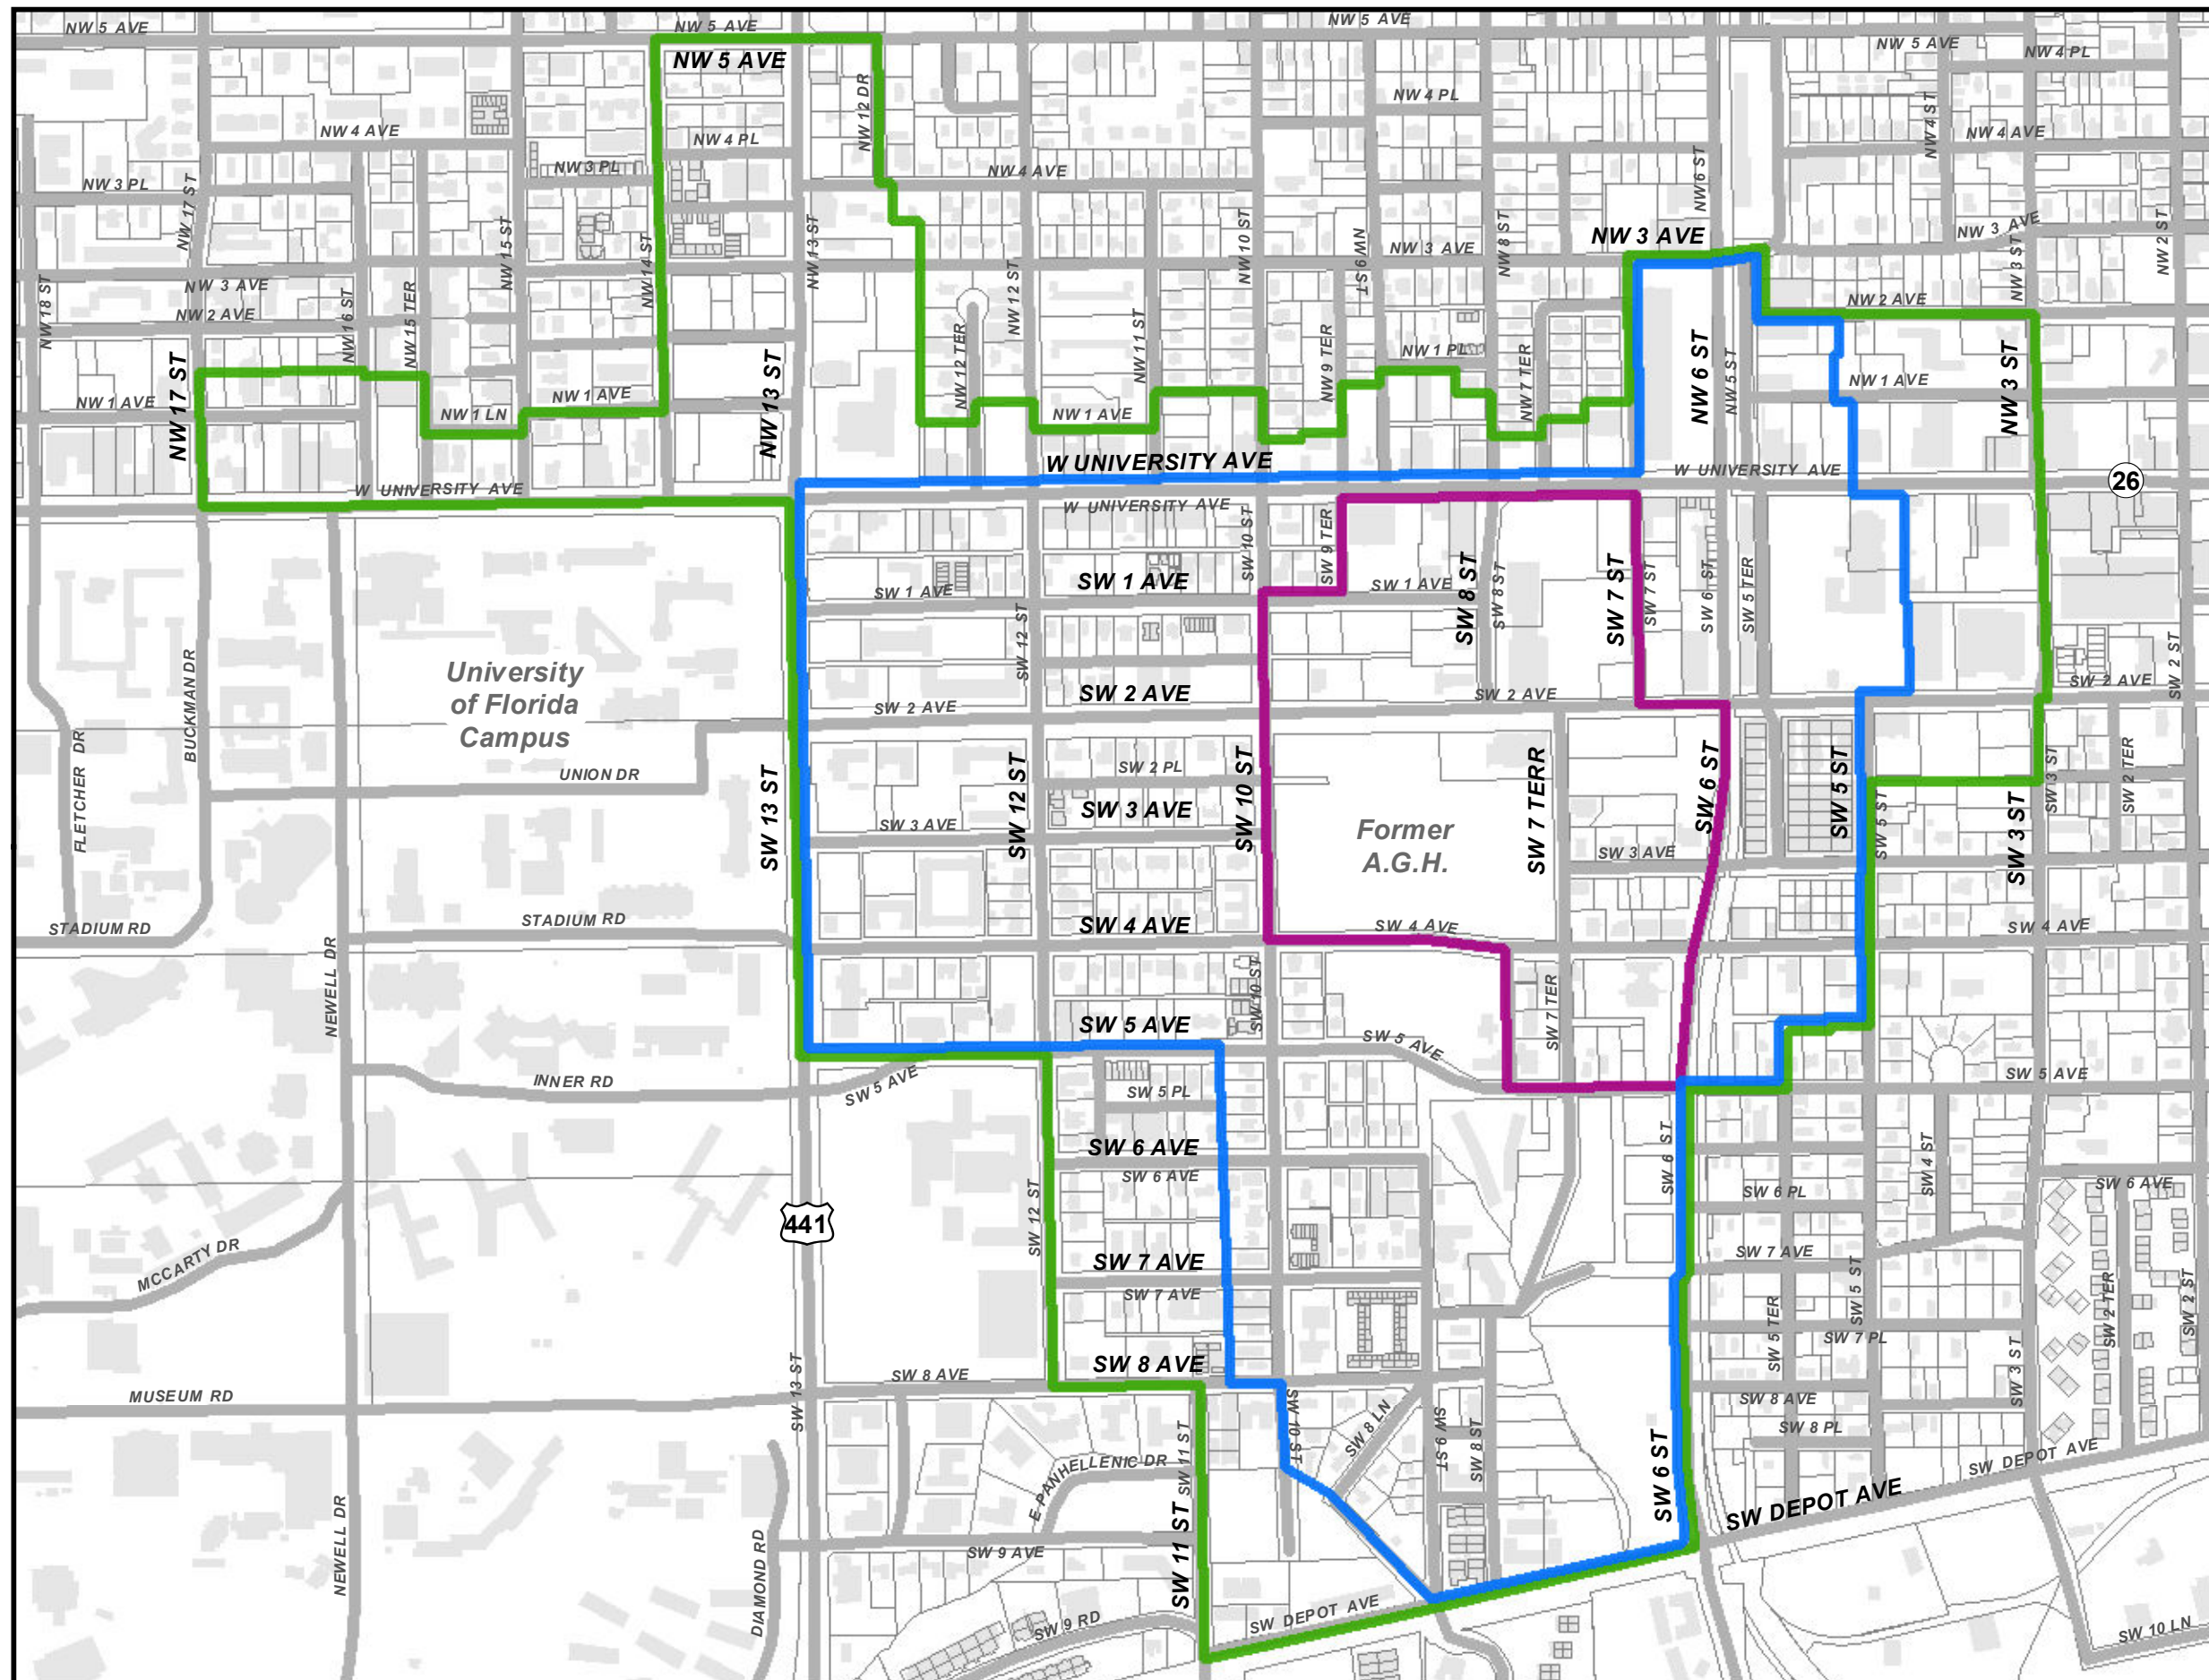 NW 5 AVE
NW 5 AVE
NW 5 AVE
NW 5 AVE
NW 5 AVE
NW 4 PL
NW 12 DR
NW 4 PL
NW 4 ST
NW 4 AVE
NW 4 PL
NW 4 AVE
NW 4 AVE
NW 3 PL
NW 3 PL
NW 17 ST
NW 15 ST
NW 14 ST
NW 13 ST
NW 10 ST
NW 9 ST
NW 8 ST
NW 6 ST
NW 3 AVE
NW 3 AVE
NW 3 AVE
NW 3 ST
NW 2 ST
NW 18 ST
NW 3 AVE
NW 2 AVE
NW 16 ST
NW 15 TER
NW 12 ST
NW 12 TER
NW 11 ST
NW 9 TER
NW 1 PL
NW 7 TER
NW 6 ST
NW 5 ST
NW 2 AVE
NW 1 AVE
NW 3 ST
NW 1 AVE
NW 17 ST
NW 1 LN
NW 1 AVE
NW 13 ST
NW 1 AVE
W UNIVERSITY AVE
W UNIVERSITY AVE
26
W UNIVERSITY AVE
W UNIVERSITY AVE
SW 10 ST
SW 9 TER
SW 1 AVE
SW 1 AVE
SW 1 AVE
SW 8 ST
SW 8 ST
SW 7 ST
SW 7 ST
SW 6 ST
SW 5 TER
SW 12 ST
University
of Florida
Campus
BUCKMAN DR
FLETCHER DR
SW 2 AVE
SW 2 AVE
SW 2 AVE
SW 2 AVE
SW 2 ST
UNION DR
SW 13 ST
SW 12 ST
SW 2 PL
SW 3 AVE
SW 3 AVE
SW 10 ST
Former
A.G.H.
SW 7 TERR
SW 6 ST
SW 3 AVE
SW 5 ST
SW 5 ST
SW 3 ST
SW 3 ST
SW 2 TER
STADIUM RD
STADIUM RD
NEWELL DR
SW 4 AVE
SW 4 AVE
SW 4 AVE
SW 10 ST
SW 5 AVE
SW 5 AVE
SW 7 TER
INNER RD
SW 5 AVE
SW 5 PL
SW 5 AVE
SW 6 AVE
SW 6 AVE
SW 6 ST
SW 4 ST
SW 6 PL
SW 6 AVE
441
SW 12 ST
MCCARTY DR
SW 7 AVE
SW 7 AVE
SW 7 AVE
SW 5 ST
SW 5 TER
SW 7 PL
SW 3 ST
SW 2 TER
SW 2 ST
MUSEUM RD
SW 13 ST
SW 8 AVE
SW 8 AVE
SW 10 ST
SW 8 LN
SW 9 ST
SW 8 ST
SW 8 AVE
SW 8 PL
SW 6 ST
SW DEPOT AVE
SW DEPOT AVE
E PANHELLENIC DR
SW 11 ST
SW 11 ST
NEWELL DR
DIAMOND RD
SW 9 AVE
SW 9 RD
SW DEPOT AVE
SW 10 LN